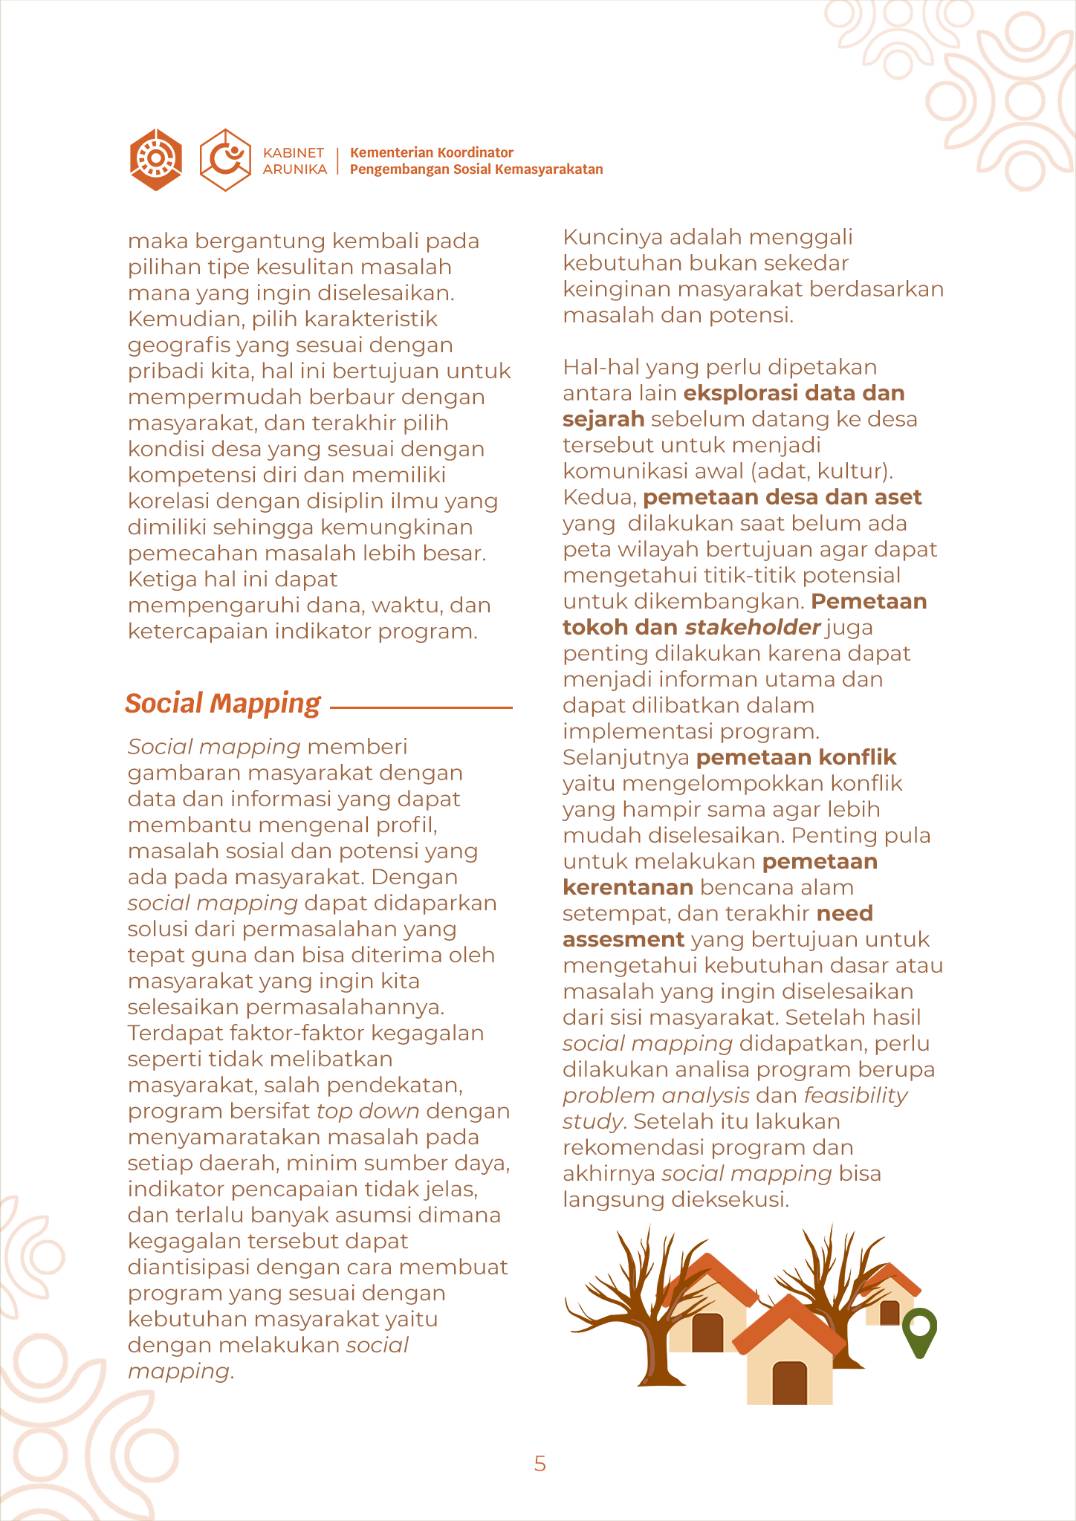 KABINET
ARUNIKA
Kementerian Koordinator
Pengembangan Sosial Kemasyarakatan
maka bergantung kembali pada
pilihan tipe kesulitan masalah
mana yang ingin diselesaikan.
Kemudian, pilih karakteristik
geografis yang sesuai dengan
pribadi kita, hal ini bertujuan untuk
mempermudah berbaur dengan
masyarakat, dan terakhir pilih
kondisi desa yang sesuai dengan
kompetensi diri dan memiliki
korelasi dengan disiplin ilmu yang
dimiliki sehingga kemungkinan
pemecahan masalah lebih besar.
Ketiga hal ini dapat
mempengaruhi dana, waktu, dan
ketercapaian indikator program.
Social Mapping
Social mapping memberi
gambaran masyarakat dengan
data dan informasi yang dapat
membantu mengenal profil,
masalah sosial dan potensi yang
ada pada masyarakat. Dengan
social mapping dapat didaparkan
solusi dari permasalahan yang
tepat guna dan bisa diterima oleh
masyarakat yang ingin kita
selesaikan permasalahannya.
Terdapat faktor-faktor kegagalan
seperti tidak melibatkan
masyarakat, salah pendekatan,
program bersifat top down dengan
menyamaratakan masalah pada
setiap daerah, minim sumber daya,
indikator pencapaian tidak jelas,
dan terlalu banyak asumsi dimana
kegagalan tersebut dapat
diantisipasi dengan cara membuat
program yang sesuai dengan
kebutuhan masyarakat yaitu
dengan melakukan social
mapping.
Kuncinya adalah menggali
kebutuhan bukan sekedar
keinginan masyarakat berdasarkan
masalah dan potensi.
Hal-hal yang perlu dipetakan
antara lain eksplorasi data dan
sejarah sebelum datang ke desa
tersebut untuk menjadi
komunikasi awal (adat, kultur).
Kedua, pemetaan desa dan aset
yang dilakukan saat belum ada
peta wilayah bertujuan agar dapat
mengetahui titik-titik potensial
untuk dikembangkan. Pemetaan
tokoh dan stakeholder juga
penting dilakukan karena dapat
menjadi informan utama dan
dapat dilibatkan dalam
implementasi program.
Selanjutnya pemetaan konflik
yaitu mengelompokkan konflik
yang hampir sama agar lebih
mudah diselesaikan. Penting pula
untuk melakukan pemetaan
kerentanan bencana alam
setempat, dan terakhir need
assesment yang bertujuan untuk
mengetahui kebutuhan dasar atau
masalah yang ingin diselesaikan
dari sisi masyarakat. Setelah hasil
social mapping didapatkan, perlu
dilakukan analisa program berupa
problem analysis dan feasibility
study. Setelah itu lakukan
rekomendasi program dan
akhirnya social mapping bisa
langsung dieksekusi.
5